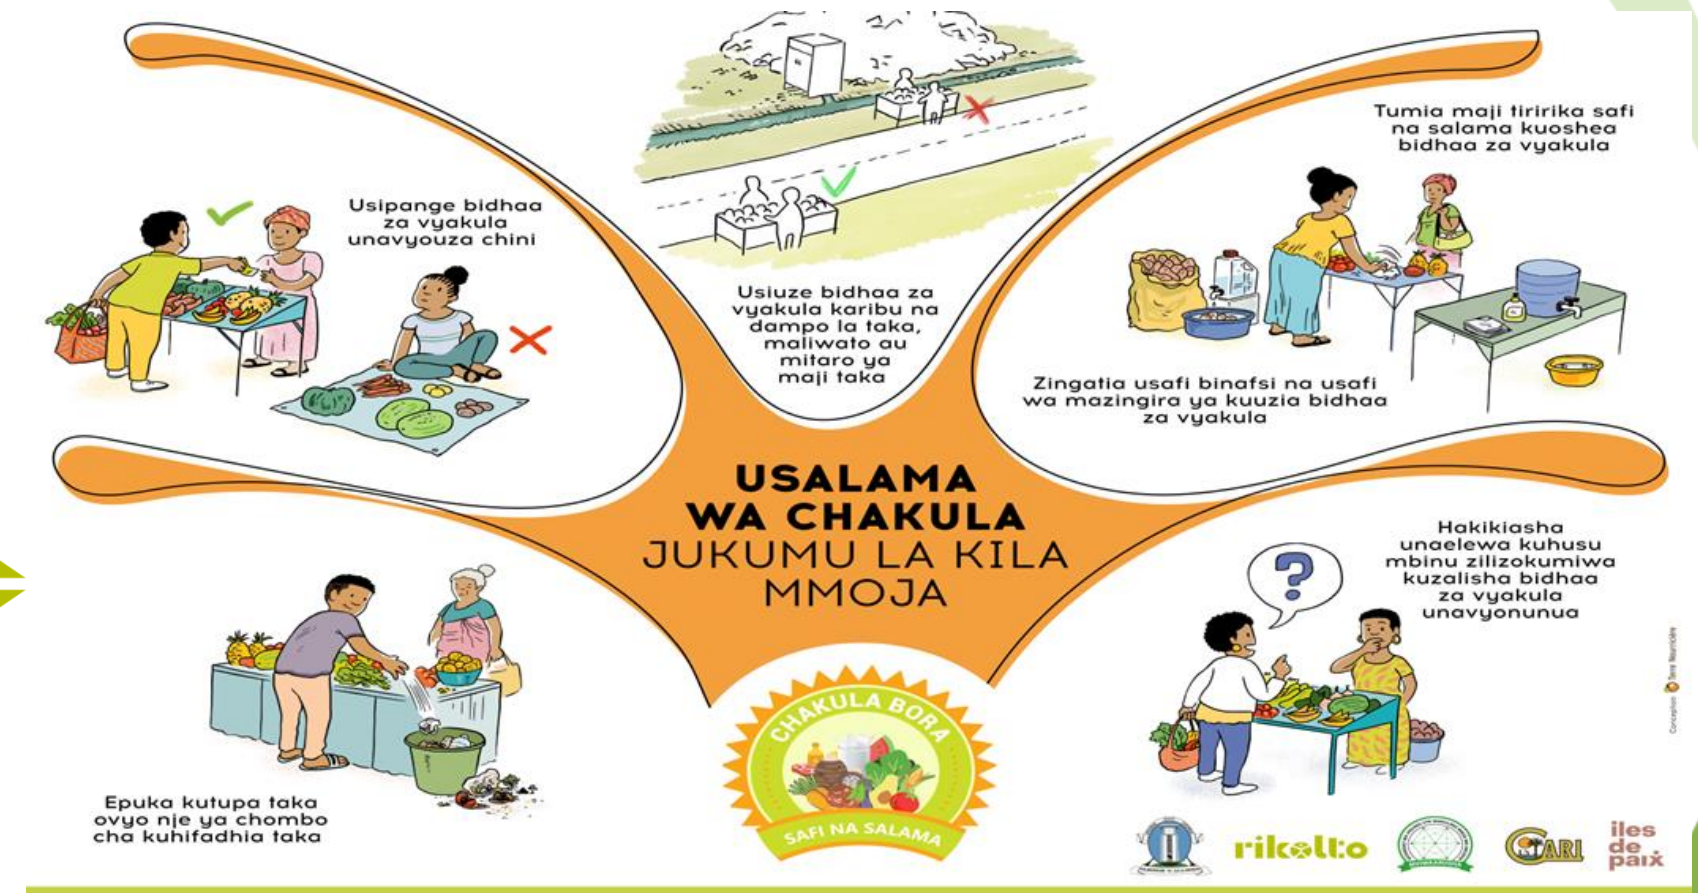 Usipange bidhaa
za vyakula
unavyouza chini
Usiuze bidhaa za
vyakula karibu na
dampo la taka,
maliwato au
mitaro ya
maji taka
Tumia maji tiririka safi
na salama kuoshea
bidhaa za vyakula
Zingatia usafi binafsi na usafi
wa mazingira ya kuuzia bidhaa
za vyakula
USALAMA
WA CHAKULA
JUKUMU LA KILA
MMOJA
Epuka kutupa taka
ovyo nje ya chombo
cha kuhifadhia taka
?
Hakikiasha
unaelewa kuhusu
mbinu zilizokumiwa
kuzalisha bidhaa
za vyakula
unavyonunua
CHAKULA BORA
SAFI NA SALAMA
Conception Terre Nourricière
rikolto
GARI
iles
de
paix